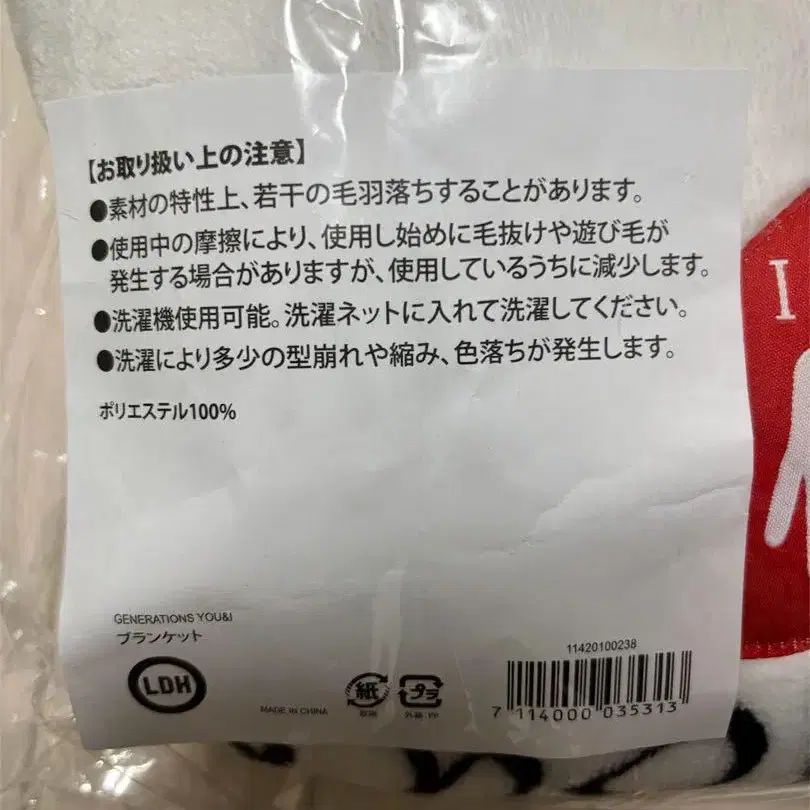 【お取り扱い上の注意】
●素材の特性上、若干の毛羽落ちすることがあります。
●使用中の摩擦により、使用し始めに毛抜けや遊び毛が
発生する場合がありますが、使用しているうちに減少します。
●洗濯機使用可能。洗濯ネットに入れて洗濯してください。
●洗濯により多少の型崩れや縮み、色落ちが発生します。
ポリエステル100%
GENERATIONS YOU&I
ブランケット
LDH
MADE IN CHINA
紙
プラ
外装:PP
11420100238
7 114000 035313
I